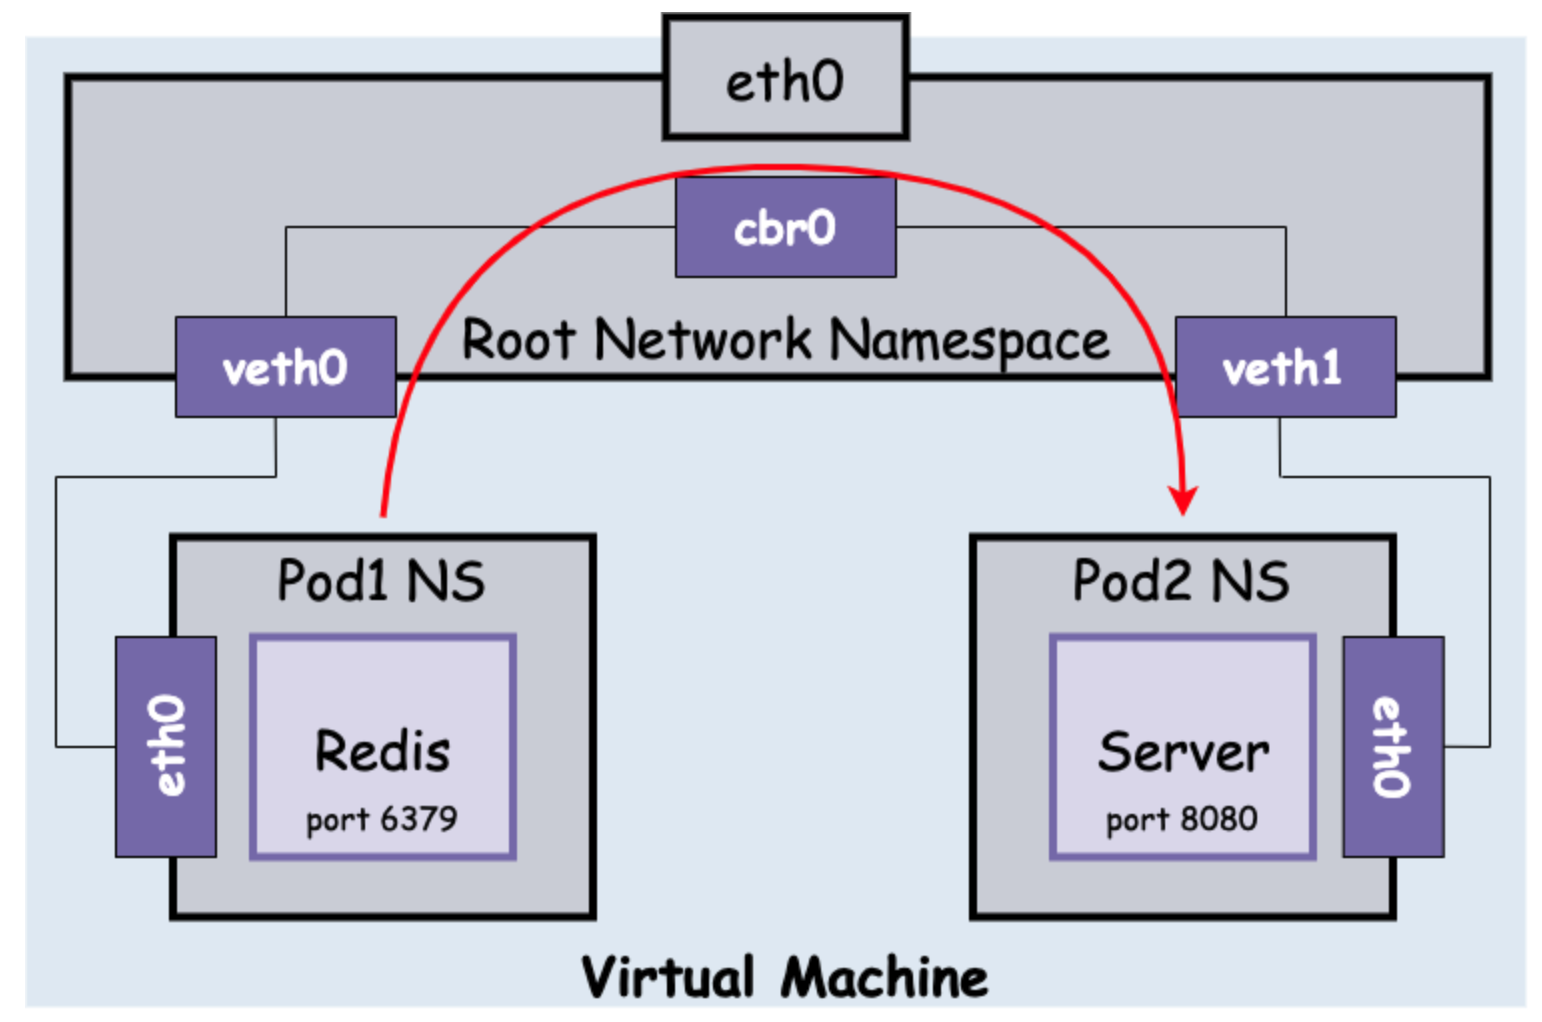 eth0
cbr0
Root Network Namespace
veth0
veth1
Pod1 NS
eth0
Redis
port 6379
Pod2 NS
Server
port 8080
eth0
Virtual Machine